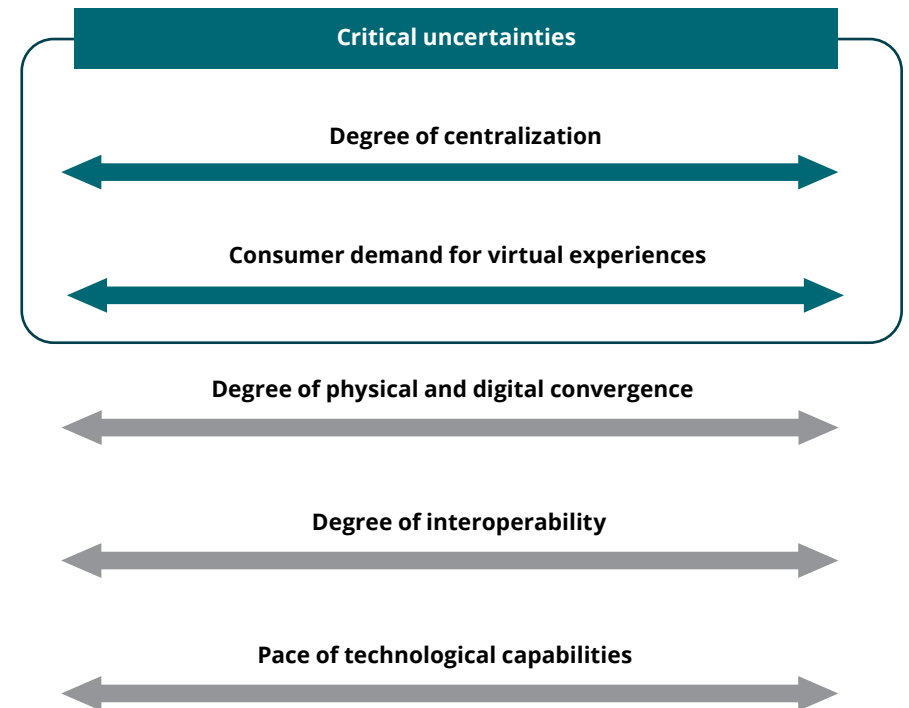 Critical uncertainties
Degree of centralization
Consumer demand for virtual experiences
Degree of physical and digital convergence
Degree of interoperability
Pace of technological capabilities